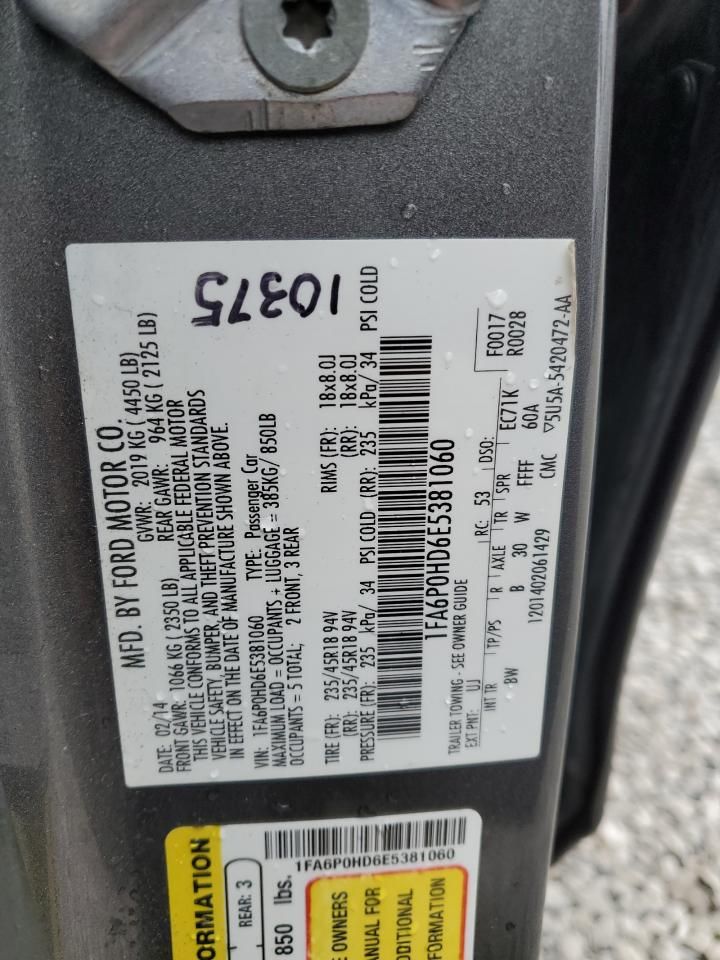 10375
MFD. BY FORD MOTOR CO.
DATE: 02/14 GVWR: 2019 KG ( 4450 LB)
FRONT GAWR: 1066 KG ( 2350 LB) REAR GAWR: 964 KG ( 2125 LB)
THIS VEHICLE CONFORMS TO ALL APPLICABLE FEDERAL MOTOR
VEHICLE SAFETY, BUMPER, AND THEFT PREVENTION STANDARDS
IN EFFECT ON THE DATE OF MANUFACTURE SHOWN ABOVE.
VIN: 1FA6P0HD6E5381060 TYPE: Passenger Car
MAXIMUM LOAD = OCCUPANTS + LUGGAGE = 385KG/ 850LB
OCCUPANTS = 5 TOTAL: 2 FRONT, 3 REAR
TIRE (FR): 235/45R18 94V RIMS (FR): 18x8.0J
(RR): 235/45R18 94V (RR): 18x8.0J
PRESSURE (FR): 235 kPa/ 34 PSI COLD (RR): 235 kPa/ 34 PSI COLD
1FA6P0HD6E5381060
TRAILER TOWING - SEE OWNER GUIDE
EXT PNT: UJ RC: 53 DSO: F0017
R0028
INT TR TP/PS R AXLE TR SPR EC71K
BW B 30 W FFFF 60A
1201402061429 CMC ▽5U5A-5420472-AA
1FA6P0HD6E5381060
ORMATION
REAR: 3
850 lbs.
E OWNERS
ANUAL FOR
DDITIONAL
FORMATION